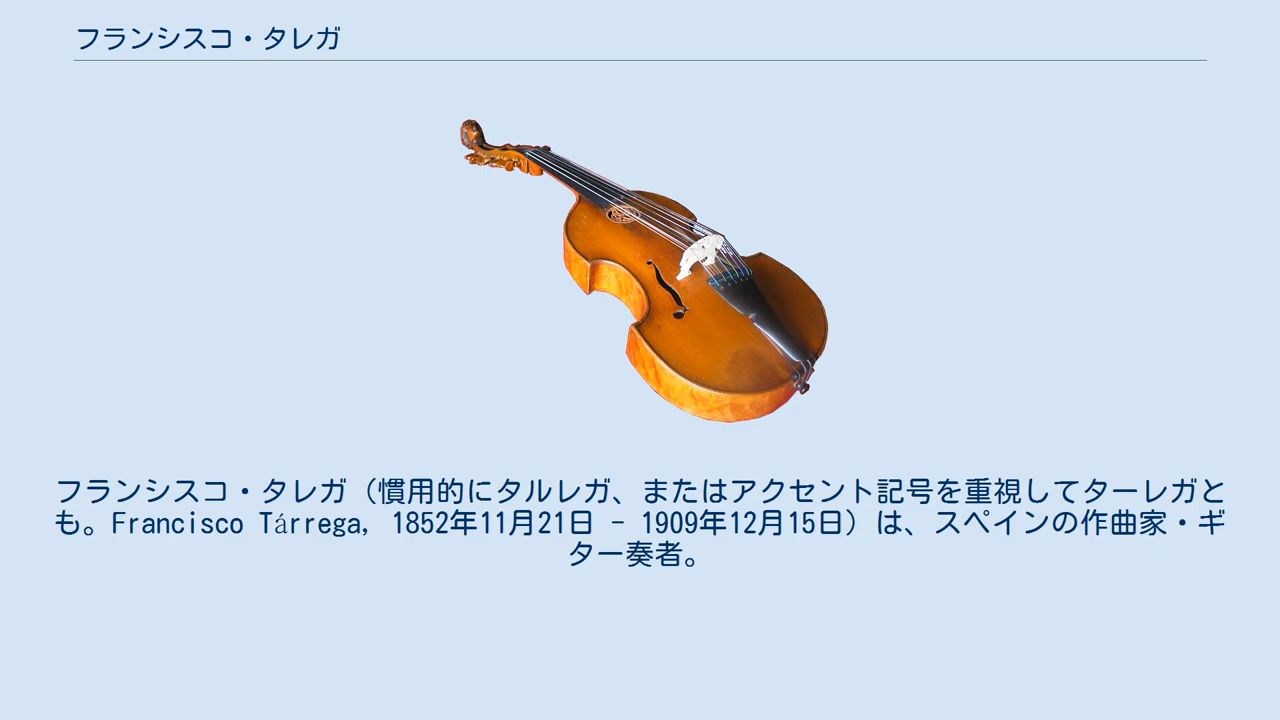 フランシスコ・タレガ
フランシスコ・タレガ（慣用的にタルレガ、またはアクセント記号を重視してターレガと
も。Francisco Tárrega, 1852年11月21日 - 1909年12月15日）は、スペインの作曲家・ギ
ター奏者。